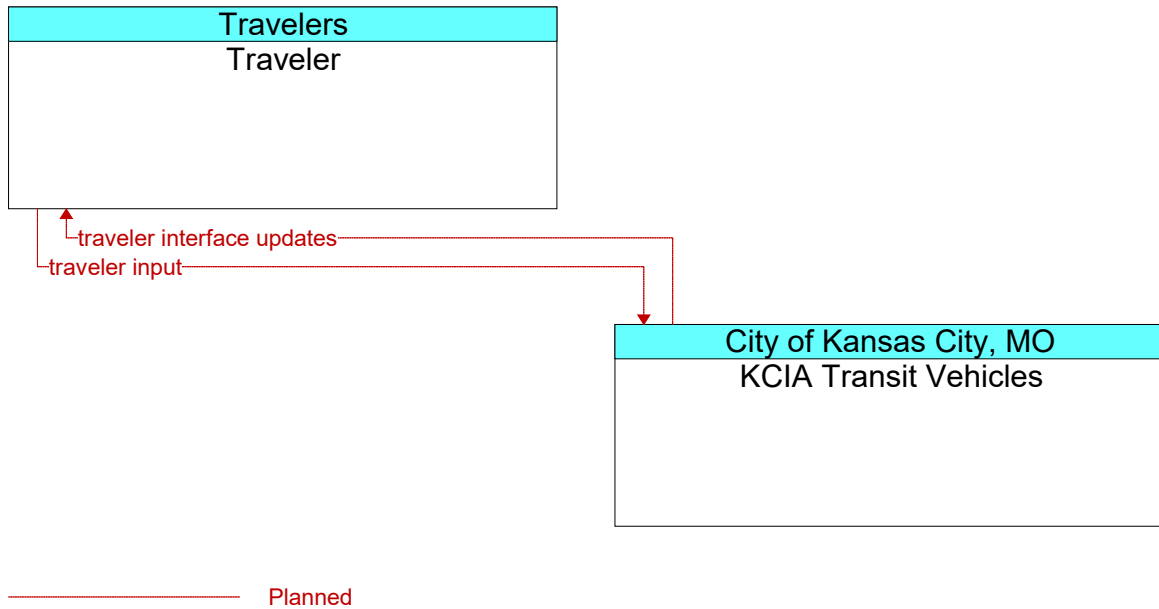 Travelers
Traveler
traveler interface updates
traveler input
City of Kansas City, MO
KCIA Transit Vehicles
Planned